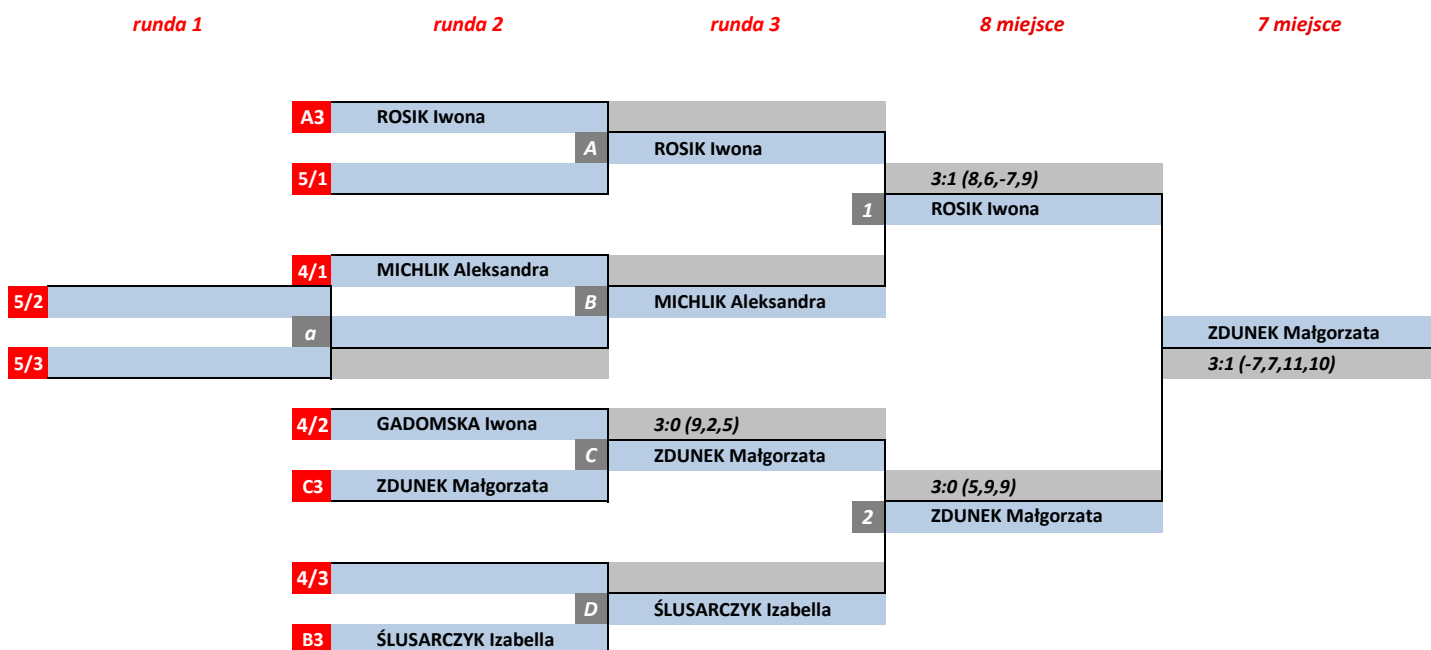 runda 1 runda 2 runda 3 8 miejsce 7 miejsce
A3 ROSIK Iwona
A ROSIK Iwona
5/1 3:1 (8,6,-7,9)
1 ROSIK Iwona
4/1 MICHLIK Aleksandra
5/2 B MICHLIK Aleksandra
a ZDUNEK Małgorzata
5/3 3:1 (-7,7,11,10)
4/2 GADOMSKA Iwona 3:0 (9,2,5)
C ZDUNEK Małgorzata
C3 ZDUNEK Małgorzata 3:0 (5,9,9)
2 ZDUNEK Małgorzata
4/3
D ŚLUSARCZYK Izabella
B3 ŚLUSARCZYK Izabella